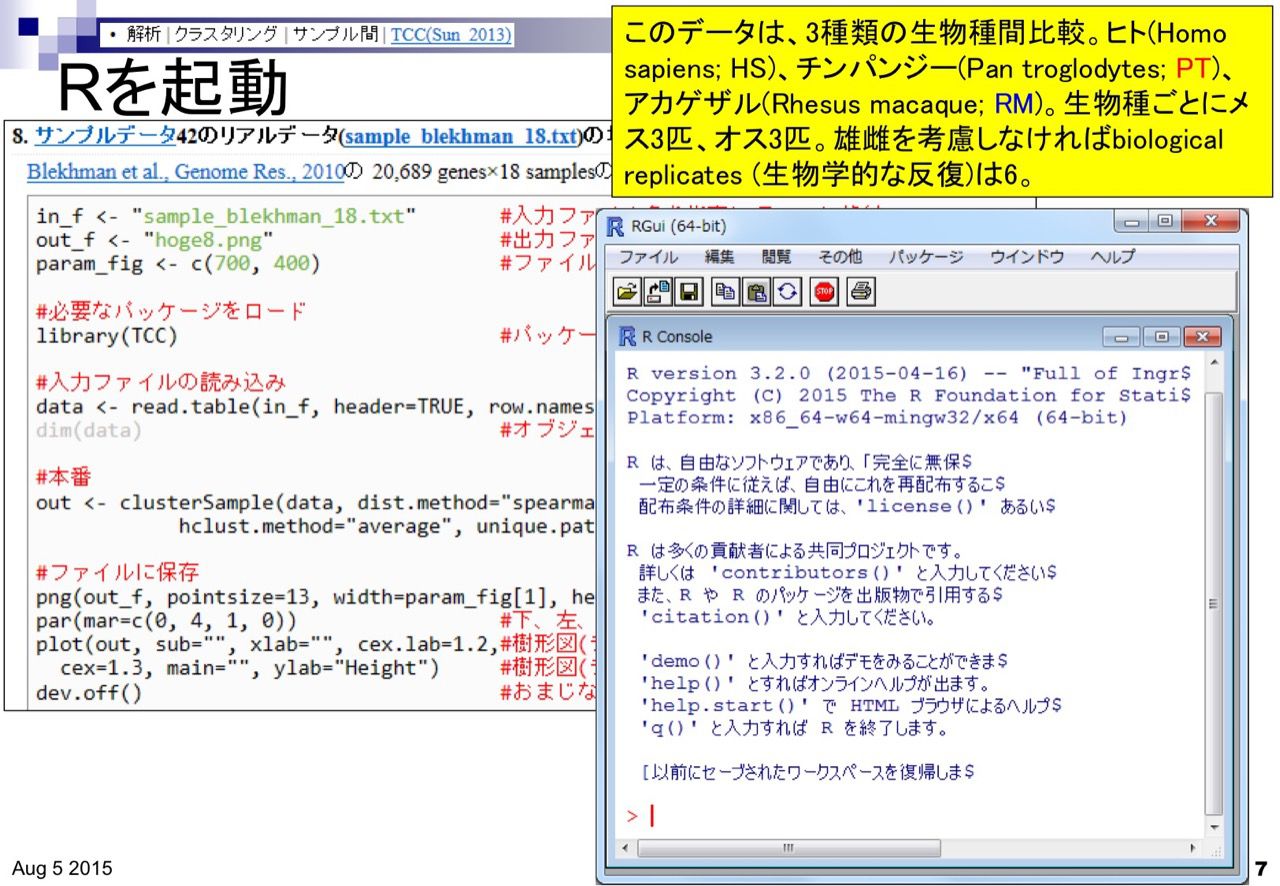 • 解析 | クラスタリング | サンプル間 | TCC(Sun_2013)
Rを起動
このデータは、3種類の生物種間比較。ヒト(Homo
sapiens; HS)、チンパンジー(Pan troglodytes; PT)、
アカゲザル(Rhesus macaque; RM)。生物種ごとにメ
ス3匹、オス3匹。雄雌を考慮しなければbiological
replicates (生物学的な反復)は6。
8. サンプルデータ42のリアルデータ(sample_blekhman_18.txt)の
Blekhman et al., Genome Res., 2010の 20,689 genes×18 samplesの
in_f <- "sample_blekhman_18.txt" #入力ファ
out_f <- "hoge8.png" #出力ファ
param_fig <- c(700, 400) #ファイル
#必要なパッケージをロード
library(TCC) #パッケー
#入力ファイルの読み込み
data <- read.table(in_f, header=TRUE, row.names
dim(data) #オブジェ
#本番
out <- clusterSample(data, dist.method="spearma
hclust.method="average", unique.pat
#ファイルに保存
png(out_f, pointsize=13, width=param_fig[1], he
par(mar=c(0, 4, 1, 0)) #下、左、
plot(out, sub="", xlab="", cex.lab=1.2,#樹形図(
cex=1.3, main="", ylab="Height") #樹形図(
dev.off() #おまじな
RGui (64-bit)
ファイル 編集 閲覧 その他 パッケージ ウインドウ ヘルプ
STOP
R Console
R version 3.2.0 (2015-04-16) -- "Full of Ingr$
Copyright (C) 2015 The R Foundation for Stati$
Platform: x86_64-w64-mingw32/x64 (64-bit)
R は、自由なソフトウェアであり、「完全に無保$
一定の条件に従えば、自由にこれを再配布するこ$
配布条件の詳細に関しては、'license()' あるい$
R は多くの貢献者による共同プロジェクトです。
詳しくは 'contributors()' と入力してください$
また、R や R のパッケージを出版物で引用する$
'citation()' と入力してください。
'demo()' と入力すればデモをみることができま$
'help()' とすればオンラインヘルプが出ます。
'help.start()' で HTML ブラウザによるヘルプ$
'q()' と入力すれば R を終了します。
[以前にセーブされたワークスペースを復帰しま$
>
Aug 5 2015
7